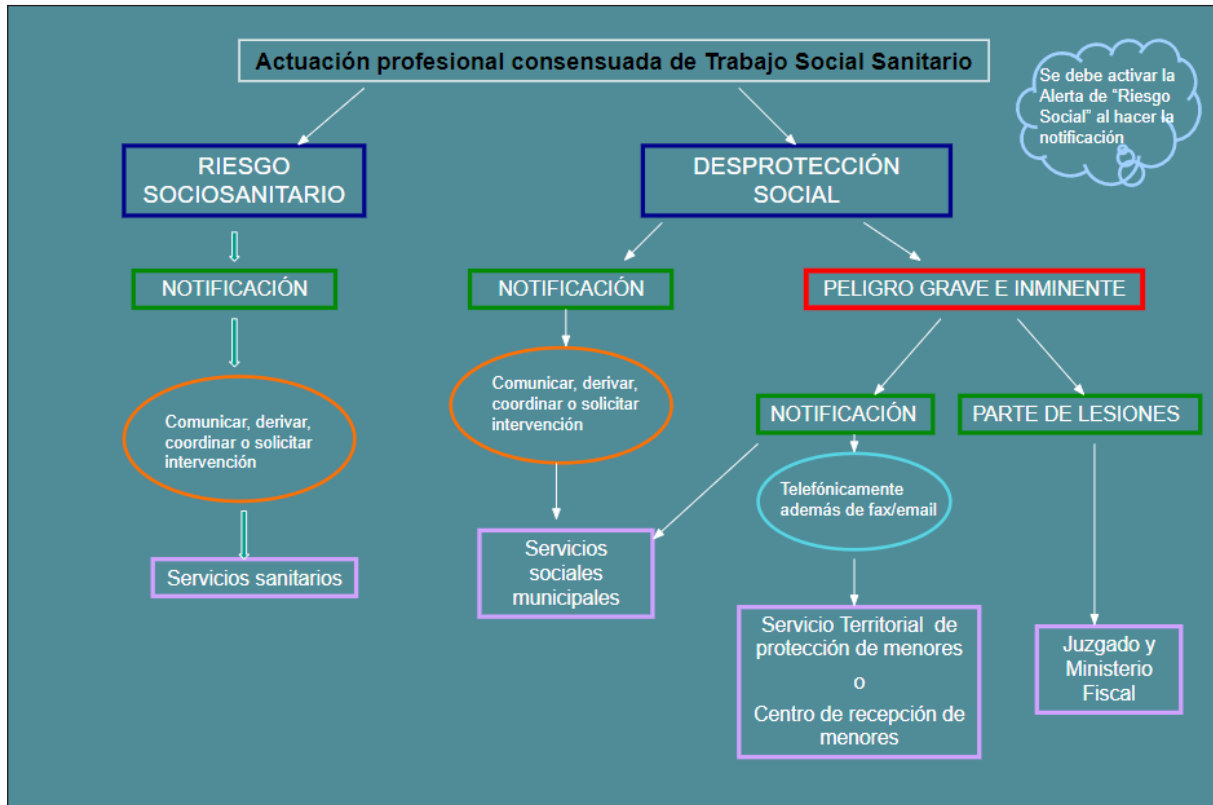 Actuación profesional consensuada de Trabajo Social Sanitario
Se debe activar la
Alerta de “Riesgo
Social” al hacer la
notificación
RIESGO
SOCIOSANITARIO
DESPROTECCIÓN
SOCIAL
NOTIFICACIÓN
NOTIFICACIÓN
PELIGRO GRAVE E INMINENTE
Comunicar, derivar,
coordinar o solicitar
intervención
Comunicar, derivar,
coordinar o solicitar
intervención
NOTIFICACIÓN
PARTE DE LESIONES
Telefónicamente
además de fax/email
Servicios sanitarios
Servicios
sociales
municipales
Servicio Territorial de
protección de menores
o
Centro de recepción de
menores
Juzgado y
Ministerio
Fiscal